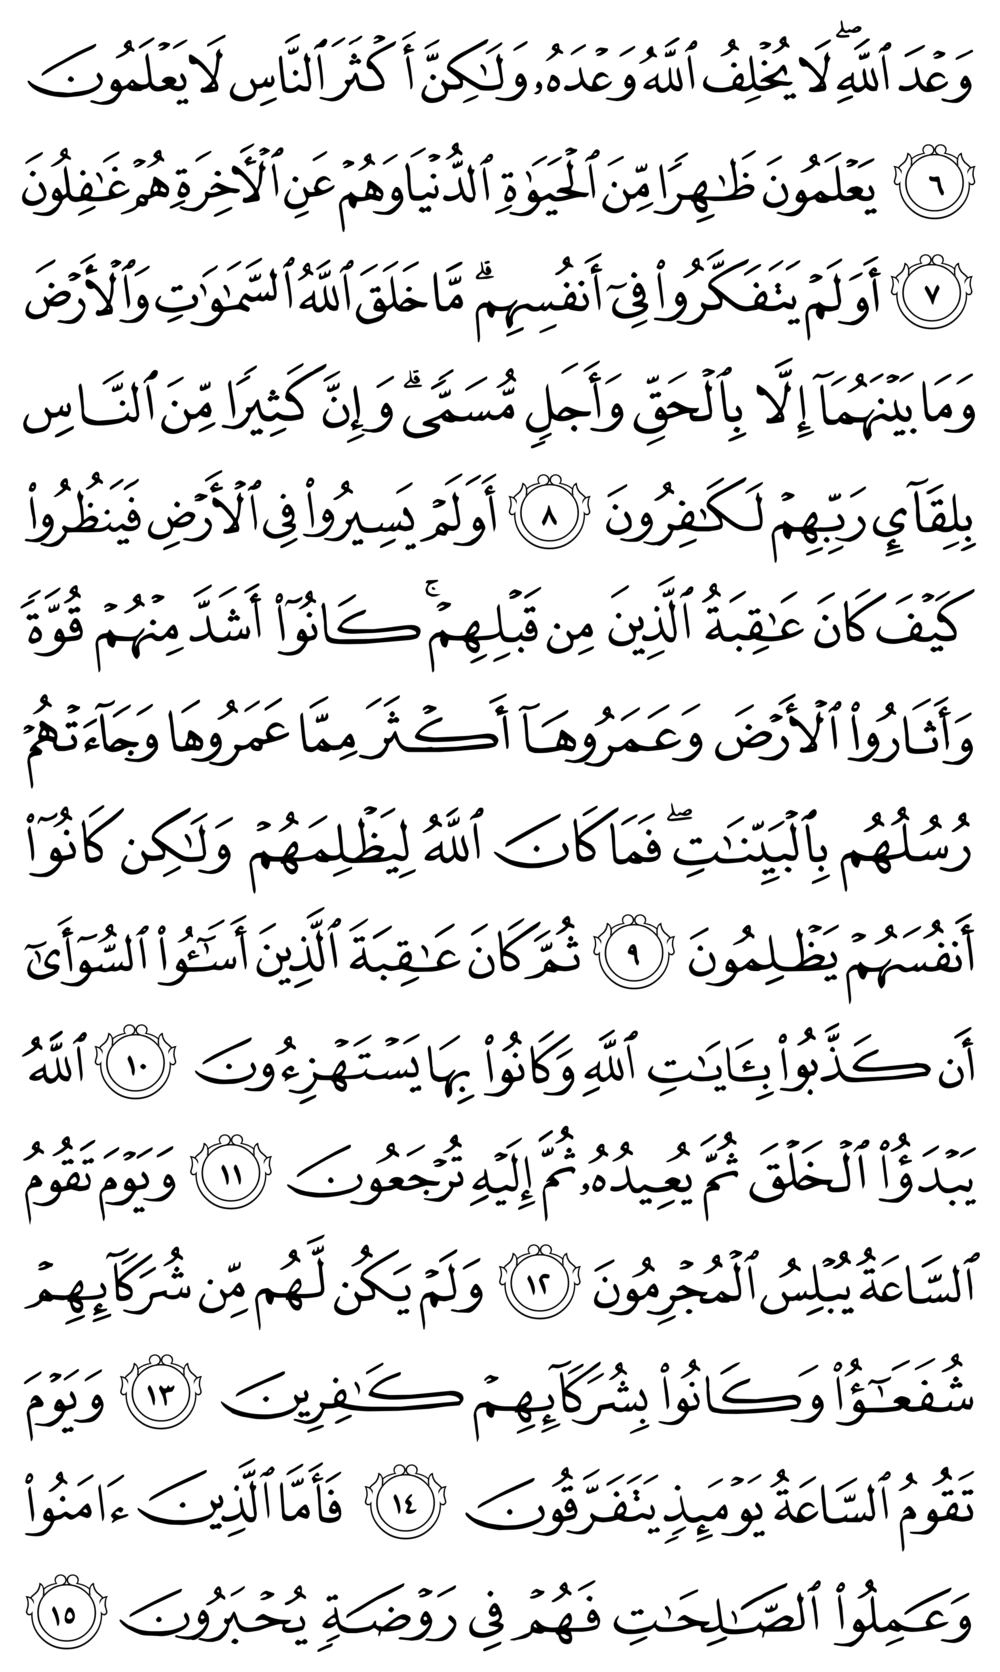 وَعۡدَ ٱللَّهِۖ لَا يُخۡلِفُ ٱللَّهُ وَعۡدَهُۥ وَلَٰكِنَّ أَكۡثَرَ ٱلنَّاسِ لَا يَعۡلَمُونَ
٦ يَعۡلَمُونَ ظَٰهِرٗا مِّنَ ٱلۡحَيَوٰةِ ٱلدُّنۡيَا وَهُمۡ عَنِ ٱلۡأٓخِرَةِ هُمۡ غَٰفِلُونَ
٧ أَوَلَمۡ يَتَفَكَّرُواْ فِيٓ أَنفُسِهِمۗ مَّا خَلَقَ ٱللَّهُ ٱلسَّمَٰوَٰتِ وَٱلۡأَرۡضَ
وَمَا بَيۡنَهُمَآ إِلَّا بِٱلۡحَقِّ وَأَجَلٖ مُّسَمّٗىۗ وَإِنَّ كَثِيرٗا مِّنَ ٱلنَّاسِ
بِلِقَآيِٕ رَبِّهِمۡ لَكَٰفِرُونَ ٨ أَوَلَمۡ يَسِيرُواْ فِي ٱلۡأَرۡضِ فَيَنظُرُواْ
كَيۡفَ كَانَ عَٰقِبَةُ ٱلَّذِينَ مِن قَبۡلِهِمۡۚ كَانُوٓاْ أَشَدَّ مِنۡهُمۡ قُوَّةٗ
وَأَثَارُواْ ٱلۡأَرۡضَ وَعَمَرُوهَآ أَكۡثَرَ مِمَّا عَمَرُوهَا وَجَآءَتۡهُمۡ
رُسُلُهُم بِٱلۡبَيِّنَٰتِۖ فَمَا كَانَ ٱللَّهُ لِيَظۡلِمَهُمۡ وَلَٰكِن كَانُوٓاْ
أَنفُسَهُمۡ يَظۡلِمُونَ ٩ ثُمَّ كَانَ عَٰقِبَةَ ٱلَّذِينَ أَسَٰٓـُٔواْ ٱلسُّوٓأَىٰٓ
أَن كَذَّبُواْ بِـَٔايَٰتِ ٱللَّهِ وَكَانُواْ بِهَا يَسۡتَهۡزِءُونَ ١٠ ٱللَّهُ
يَبۡدَؤُاْ ٱلۡخَلۡقَ ثُمَّ يُعِيدُهُۥ ثُمَّ إِلَيۡهِ تُرۡجَعُونَ ١١ وَيَوۡمَ تَقُومُ
ٱلسَّاعَةُ يُبۡلِسُ ٱلۡمُجۡرِمُونَ ١٢ وَلَمۡ يَكُن لَّهُم مِّن شُرَكَآئِهِمۡ
شُفَعَٰٓؤُاْ وَكَانُواْ بِشُرَكَآئِهِمۡ كَٰفِرِينَ ١٣ وَيَوۡمَ
تَقُومُ ٱلسَّاعَةُ يَوۡمَئِذٖ يَتَفَرَّقُونَ ١٤ فَأَمَّا ٱلَّذِينَ ءَامَنُواْ
وَعَمِلُواْ ٱلصَّٰلِحَٰتِ فَهُمۡ فِي رَوۡضَةٖ يُحۡبَرُونَ ١٥